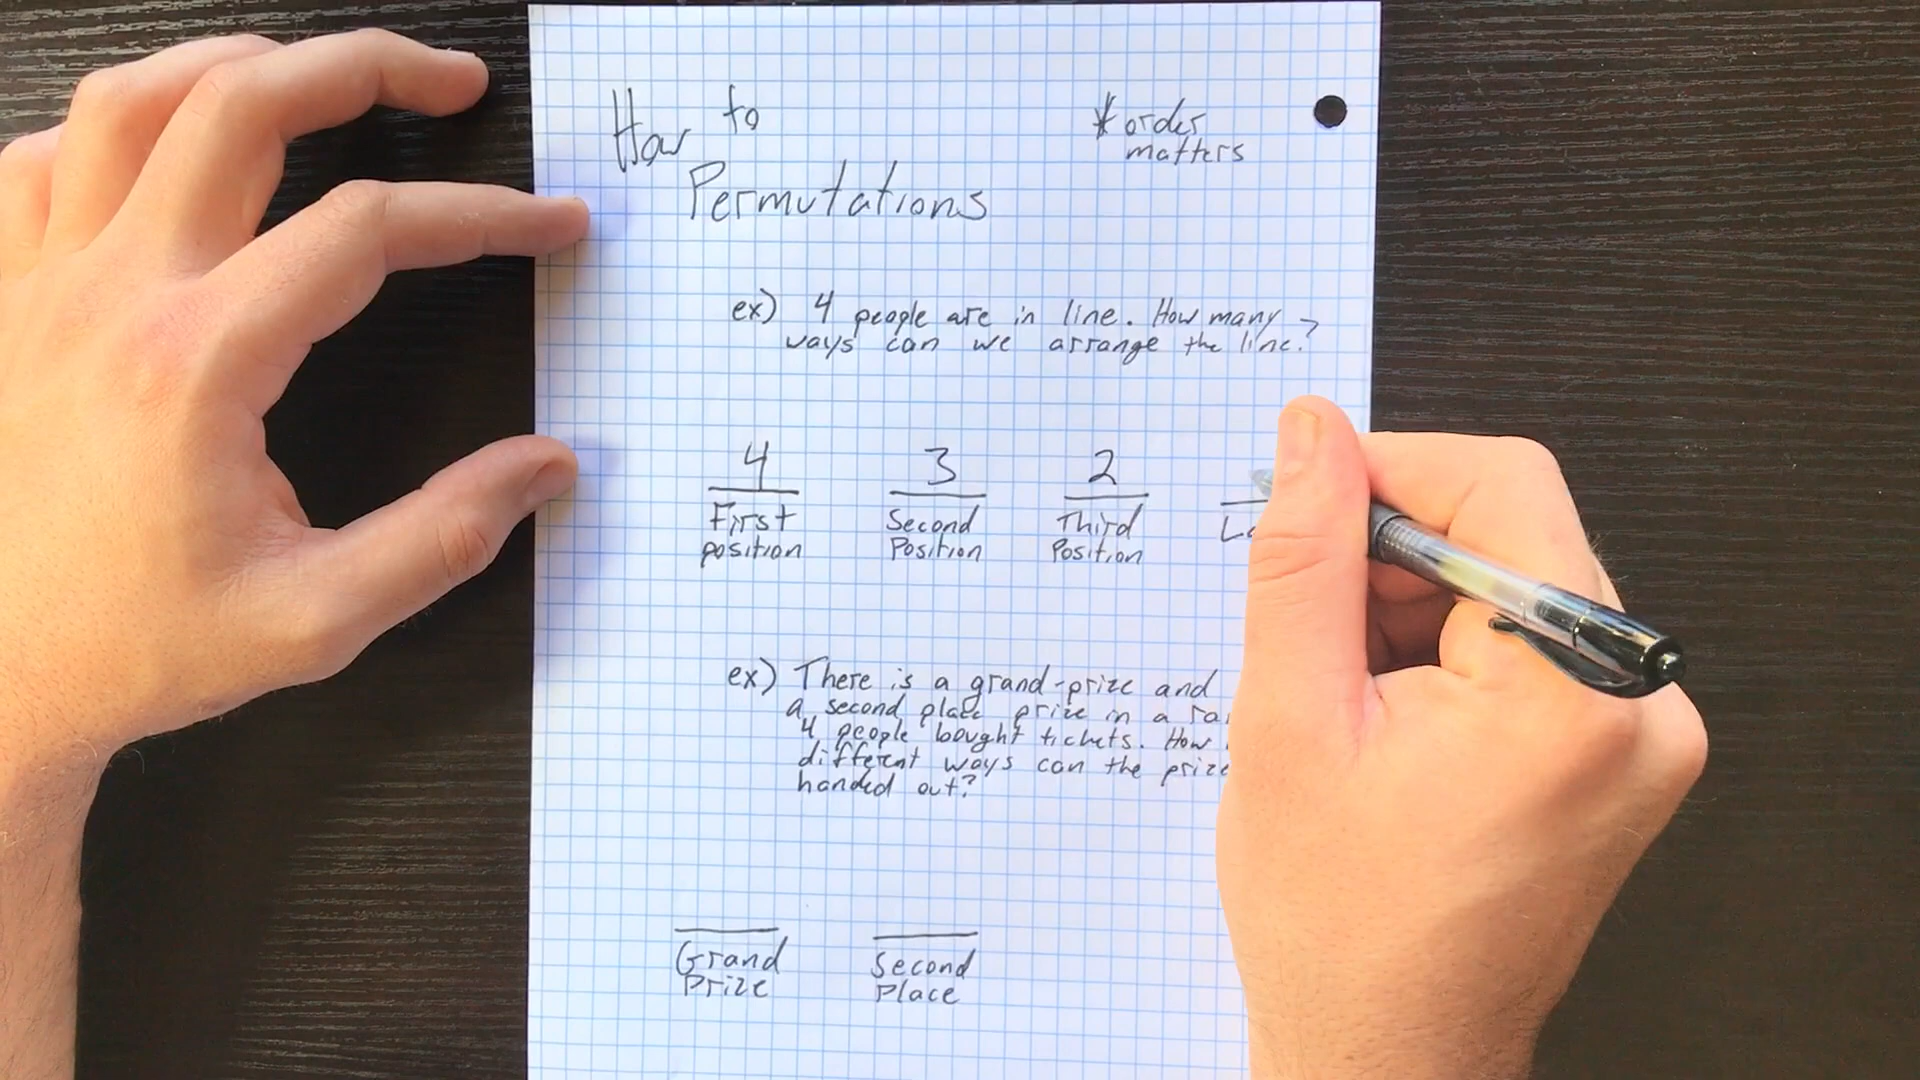 How to
Permutations
* order
matters
ex) 4 people are in line. How many
ways can we arrange the line?
4 3 2
First Second Third
position Position Position
ex) There is a grand-prize and
a second place prize in a
4 people bought tickets. How
different ways can the prize
handed out?
Grand Second
Prize Place